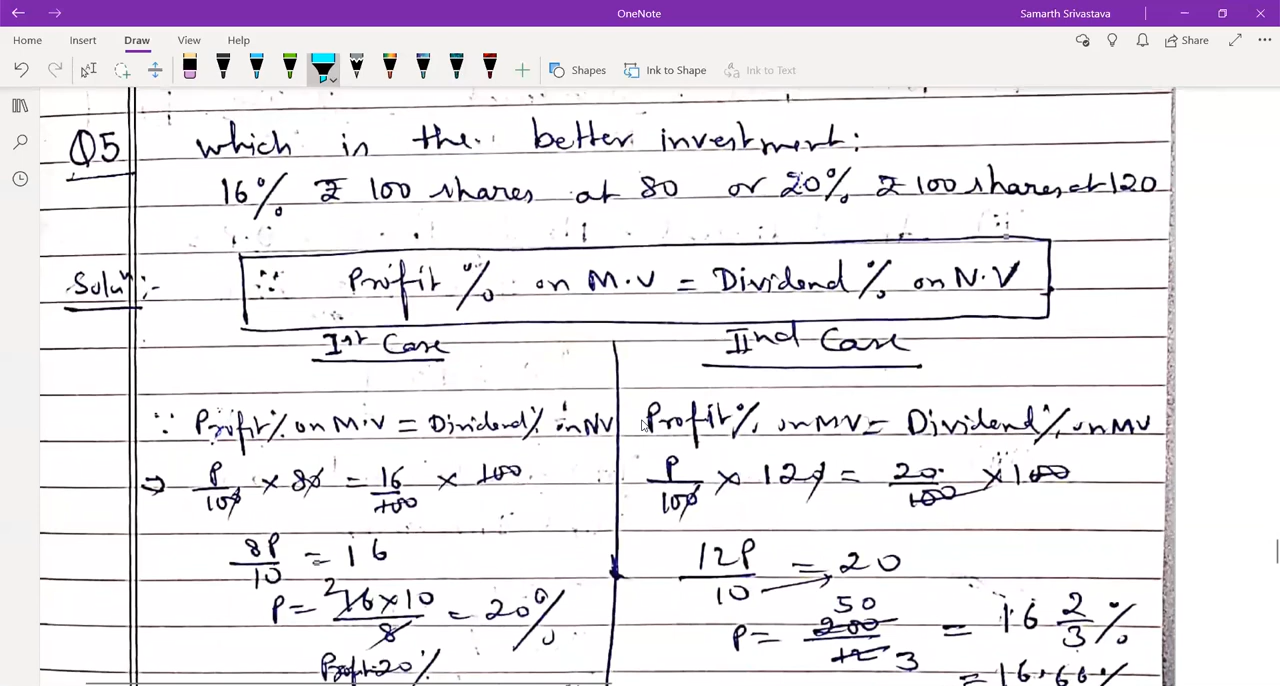 OneNote
Samarth Srivastava
Home Insert Draw View Help
Share
Shapes Ink to Shape Ink to Text
Q5 which is the better investment:
16% ₹ 100 shares at 80 or 20% ₹ 100 shares at 120
Solun:-
∵ Profit % on M.V = Dividend % on N.V
Ist Case
∵ Profit % on M.V = Dividend % on NV
⇒ P/100 × 80 = 16/100 × 100
8P/10 = 16
P = 16×10/8 = 20%
2
Profit 20%
IInd Case
Profit % on MV = Dividend % on MV
P/100 × 120 = 20/100 × 100
12P/10 = 20
50
P = 200/12 = 16 2/3 %
3
= 16.66%